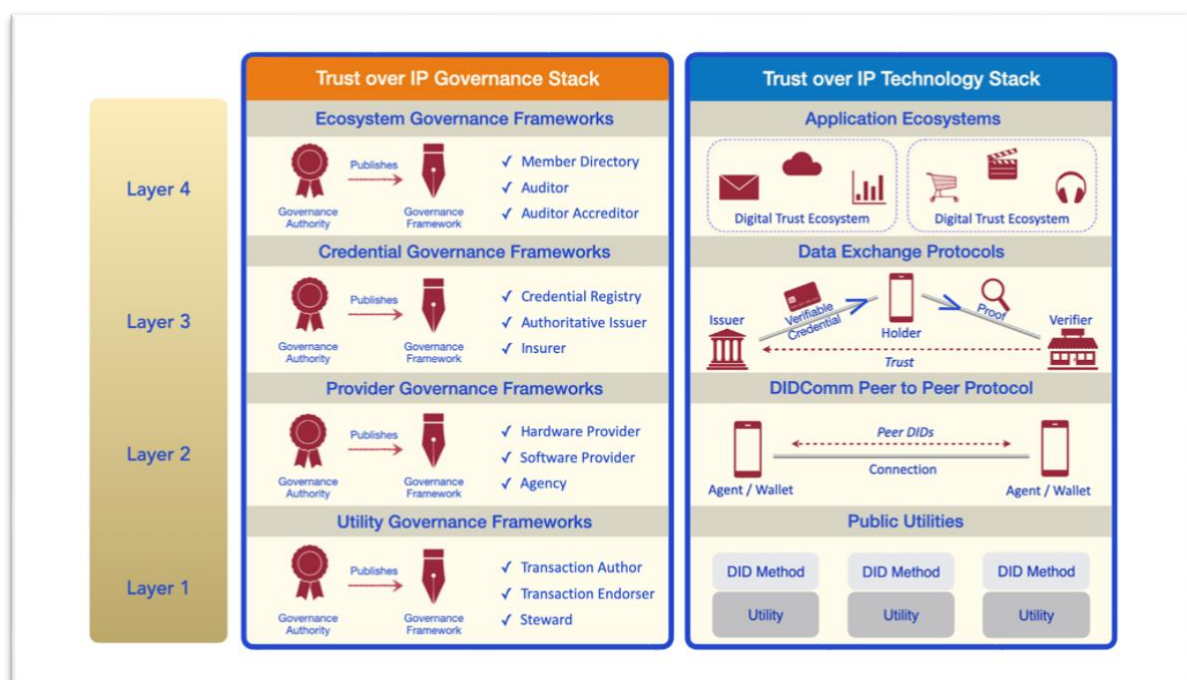 Trust over IP Governance Stack
Trust over IP Technology Stack
Layer 4
Ecosystem Governance Frameworks
Publishes
Governance
Authority
Governance
Framework
✓ Member Directory
✓ Auditor
✓ Auditor Accreditor
Application Ecosystems
Digital Trust Ecosystem
Digital Trust Ecosystem
Layer 3
Credential Governance Frameworks
Publishes
Governance
Authority
Governance
Framework
✓ Credential Registry
✓ Authoritative Issuer
✓ Insurer
Data Exchange Protocols
Issuer
Verifiable
Credential
Holder
Proof
Verifier
Trust
Layer 2
Provider Governance Frameworks
Publishes
Governance
Authority
Governance
Framework
✓ Hardware Provider
✓ Software Provider
✓ Agency
DIDComm Peer to Peer Protocol
Peer DIDs
Connection
Agent / Wallet
Agent / Wallet
Layer 1
Utility Governance Frameworks
Publishes
Governance
Authority
Governance
Framework
✓ Transaction Author
✓ Transaction Endorser
✓ Steward
Public Utilities
DID Method
DID Method
DID Method
Utility
Utility
Utility